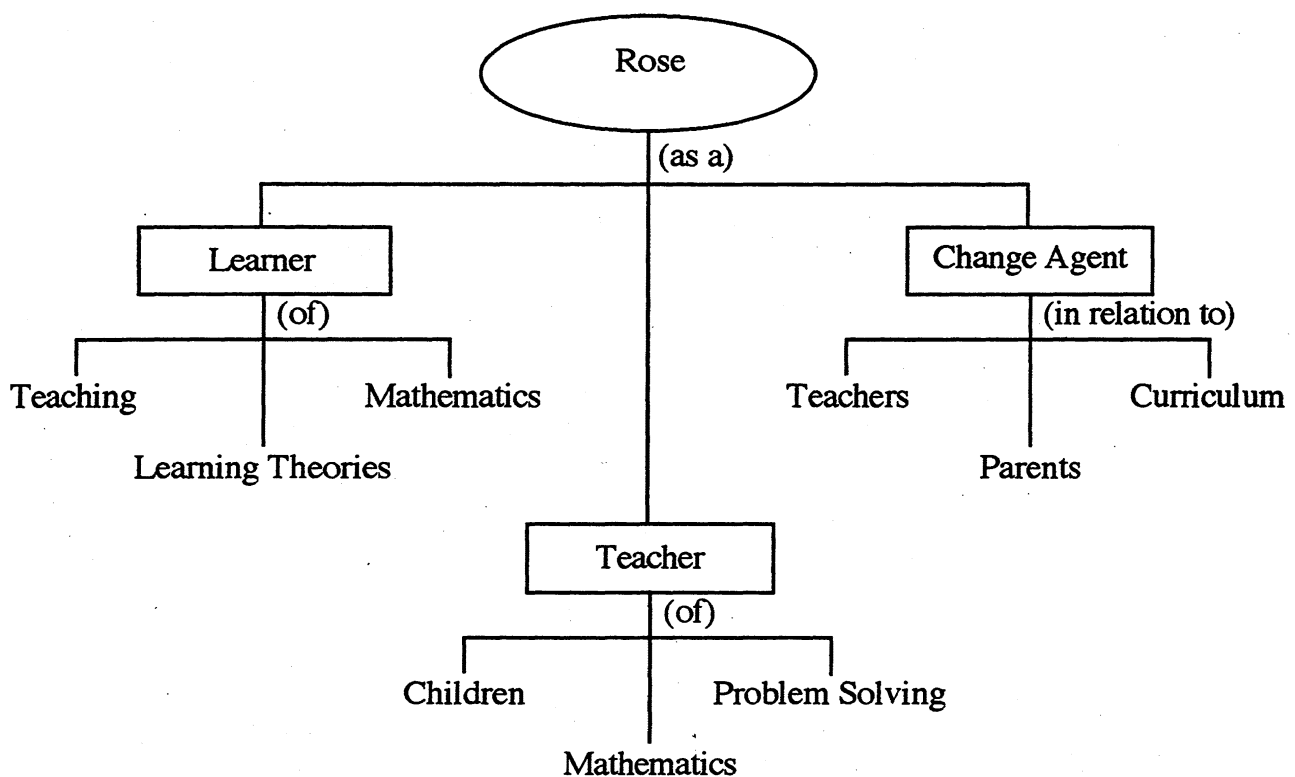 Rose
(as a)
Learner
Change Agent
(of)
(in relation to)
Teaching
Mathematics
Teachers
Curriculum
Learning Theories
Parents
Teacher
(of)
Children
Problem Solving
Mathematics